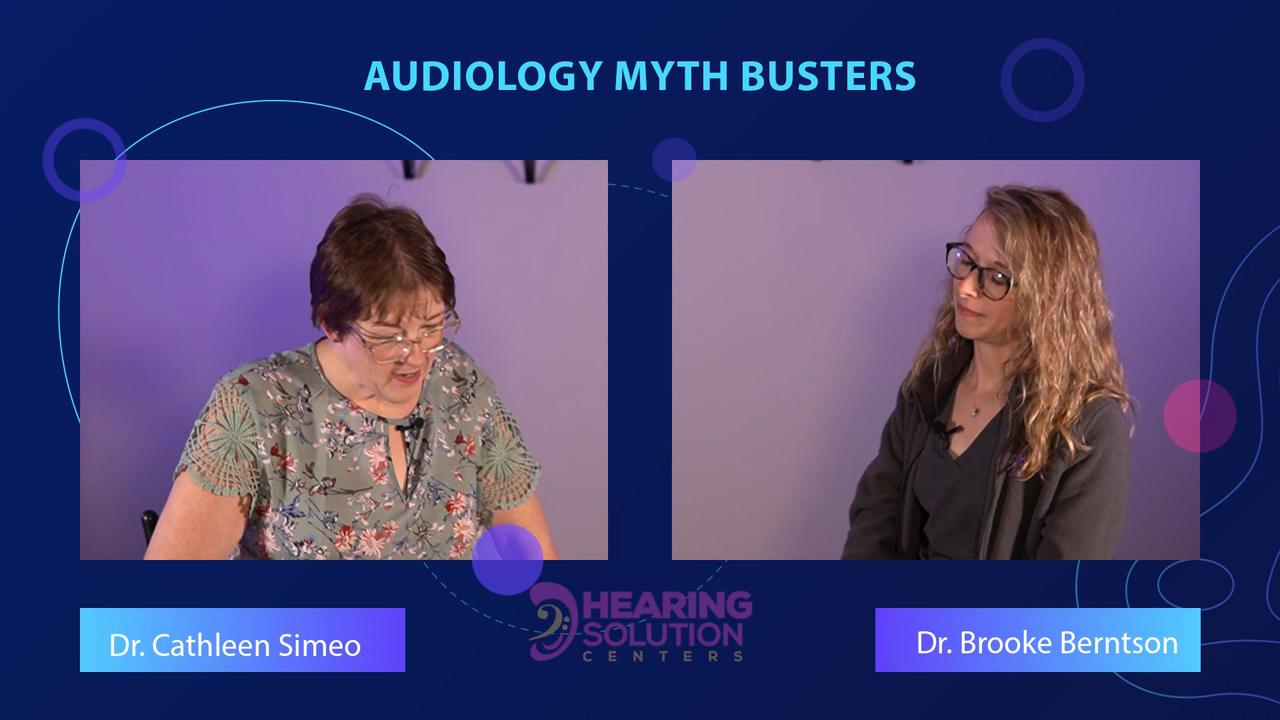 AUDIOLOGY MYTH BUSTERS
HEARING
SOLUTION
CENTERS
Dr. Cathleen Simeo
Dr. Brooke Berntson